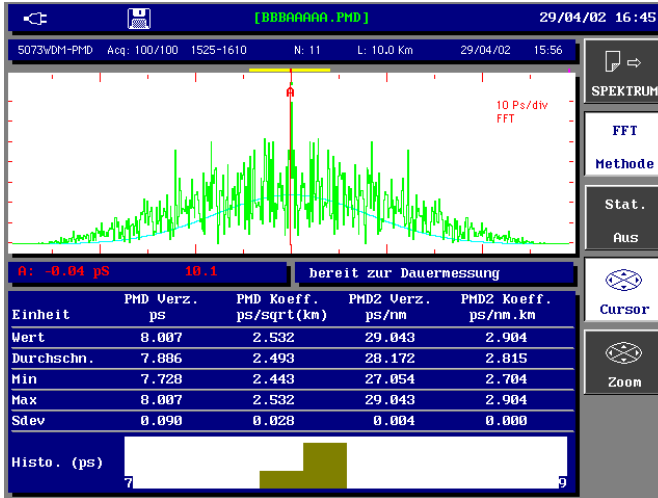 [BBBAAAAA.PMD] 29/04/02 16:45
5073WDM-PMD Acq: 100/100 1525-1610 N: 11 L: 10.0 Km 29/04/02 15:56
A
10 Ps/div
FFT
A: -0.04 pS 10.1 bereit zur Dauermessung
Einheit PMD Verz. ps PMD Koeff. ps/sqrt(km) PMD2 Verz. ps/nm PMD2 Koeff. ps/nm.km
Wert 8.007 2.532 29.043 2.904
Durchschn. 7.886 2.493 28.172 2.815
Min 7.728 2.443 27.054 2.704
Max 8.007 2.532 29.043 2.904
Sdev 0.090 0.028 0.004 0.000
Histo. (ps) 7 9
SPEKTRUM
FFT
Methode
Stat.
Aus
Cursor
Zoom